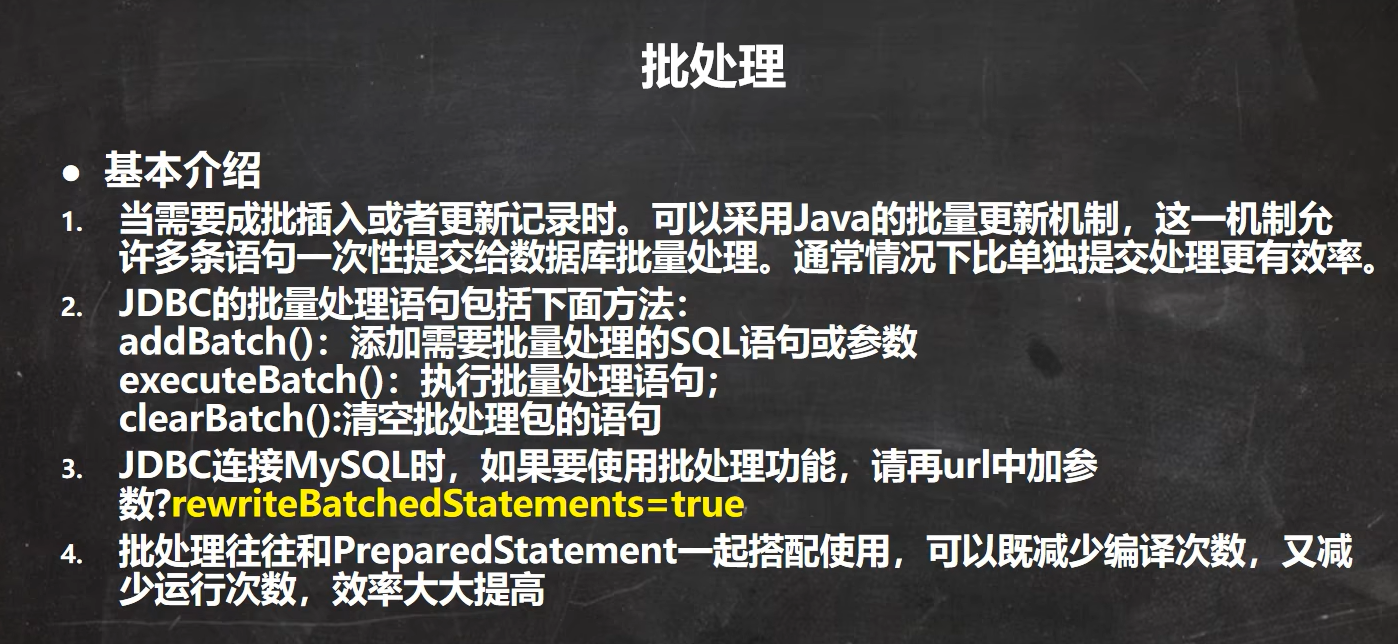 批处理
● 基本介绍
1. 当需要成批插入或者更新记录时。可以采用Java的批量更新机制，这一机制允
许多条语句一次性提交给数据库批量处理。通常情况下比单独提交处理更有效率。
2. JDBC的批量处理语句包括下面方法：
addBatch()：添加需要批量处理的SQL语句或参数
executeBatch()：执行批量处理语句；
clearBatch():清空批处理包的语句
3. JDBC连接MySQL时，如果要使用批处理功能，请再url中加参
数?rewriteBatchedStatements=true
4. 批处理往往和PreparedStatement一起搭配使用，可以既减少编译次数，又减
少运行次数，效率大大提高